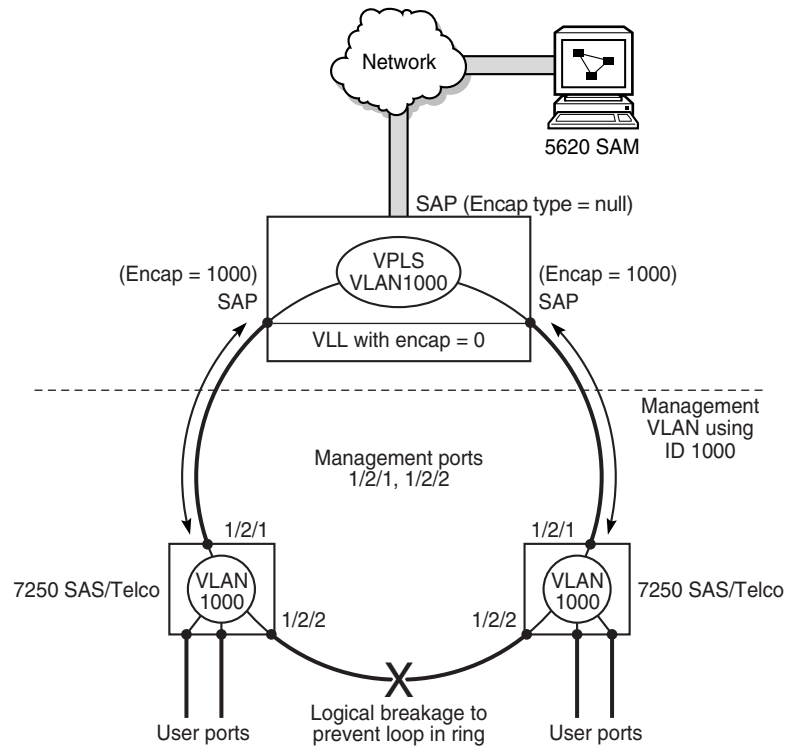 Network
5620 SAM
SAP (Encap type = null)
(Encap = 1000)
SAP
VPLS
VLAN1000
(Encap = 1000)
SAP
VLL with encap = 0
Management
VLAN using
ID 1000
Management ports
1/2/1, 1/2/2
1/2/1
1/2/1
7250 SAS/Telco
VLAN
1000
VLAN
1000
7250 SAS/Telco
1/2/2
1/2/2
X
Logical breakage to
prevent loop in ring
User ports
User ports